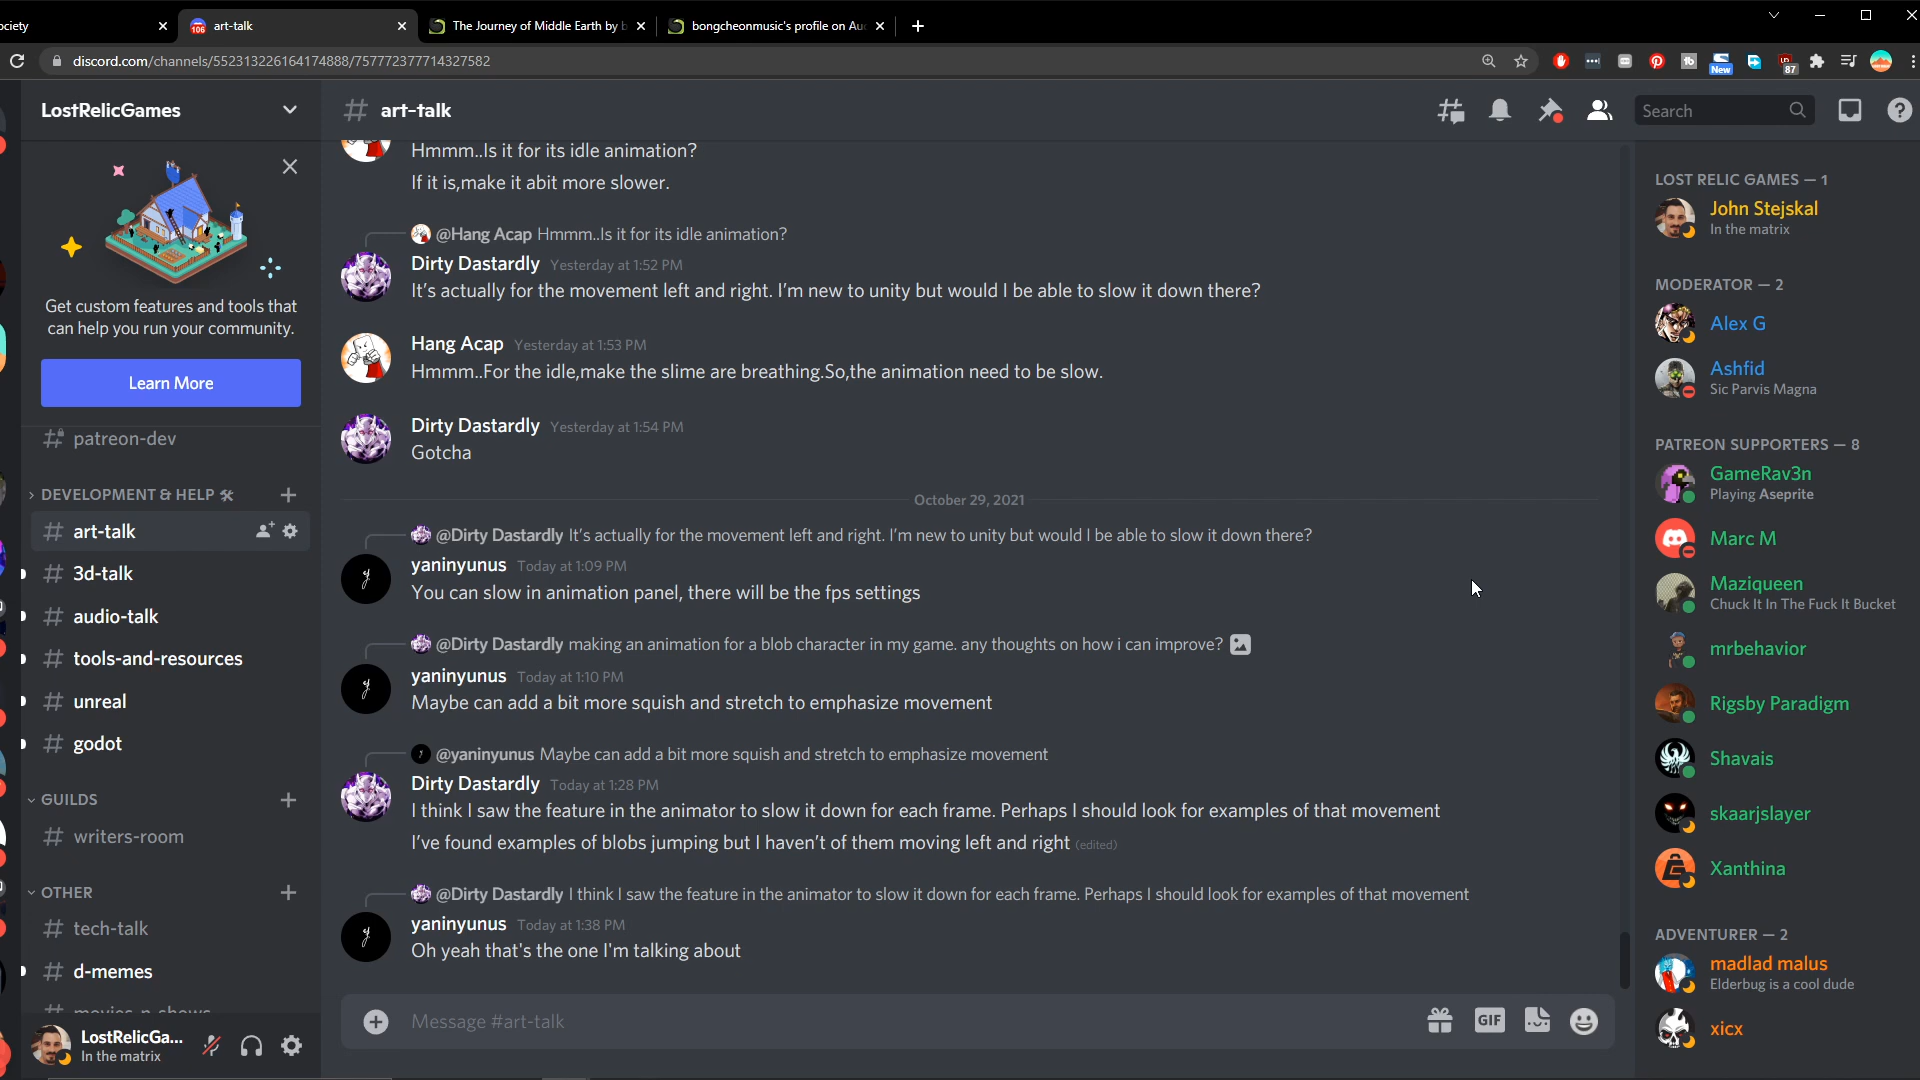 ociety
106
art-talk
The Journey of Middle Earth by b
bongcheonmusic's profile on Au
discord.com/channels/552313226164174888/757772377714327582
New
87
LostRelicGames
art-talk
Search
Get custom features and tools that
can help you run your community.
Learn More
patreon-dev
DEVELOPMENT & HELP 🛠
art-talk
3d-talk
audio-talk
tools-and-resources
unreal
godot
GUILDS
writers-room
OTHER
tech-talk
d-memes
movies-n-shows
LostRelicGa...
In the matrix
Hmmm..Is it for its idle animation?
If it is,make it abit more slower.
@Hang Acap Hmmm..Is it for its idle animation?
Dirty Dastardly Yesterday at 1:52 PM
It's actually for the movement left and right. I'm new to unity but would I be able to slow it down there?
Hang Acap Yesterday at 1:53 PM
Hmmm..For the idle,make the slime are breathing.So,the animation need to be slow.
Dirty Dastardly Yesterday at 1:54 PM
Gotcha
October 29, 2021
@Dirty Dastardly It's actually for the movement left and right. I'm new to unity but would I be able to slow it down there?
yaninyunus Today at 1:09 PM
You can slow in animation panel, there will be the fps settings
@Dirty Dastardly making an animation for a blob character in my game. any thoughts on how i can improve?
yaninyunus Today at 1:10 PM
Maybe can add a bit more squish and stretch to emphasize movement
@yaninyunus Maybe can add a bit more squish and stretch to emphasize movement
Dirty Dastardly Today at 1:28 PM
I think I saw the feature in the animator to slow it down for each frame. Perhaps I should look for examples of that movement
I've found examples of blobs jumping but I haven't of them moving left and right (edited)
@Dirty Dastardly I think I saw the feature in the animator to slow it down for each frame. Perhaps I should look for examples of that movement
yaninyunus Today at 1:38 PM
Oh yeah that's the one I'm talking about
Message #art-talk
GIF
LOST RELIC GAMES — 1
John Stejskal
In the matrix
MODERATOR — 2
Alex G
Ashfid
Sic Parvis Magna
PATREON SUPPORTERS — 8
GameRav3n
Playing Aseprite
Marc M
Maziqueen
Chuck It In The Fuck It Bucket
mrbehavior
Rigsby Paradigm
Shavais
skaarjslayer
Xanthina
ADVENTURER — 2
madlad malus
Elderbug is a cool dude
xicx